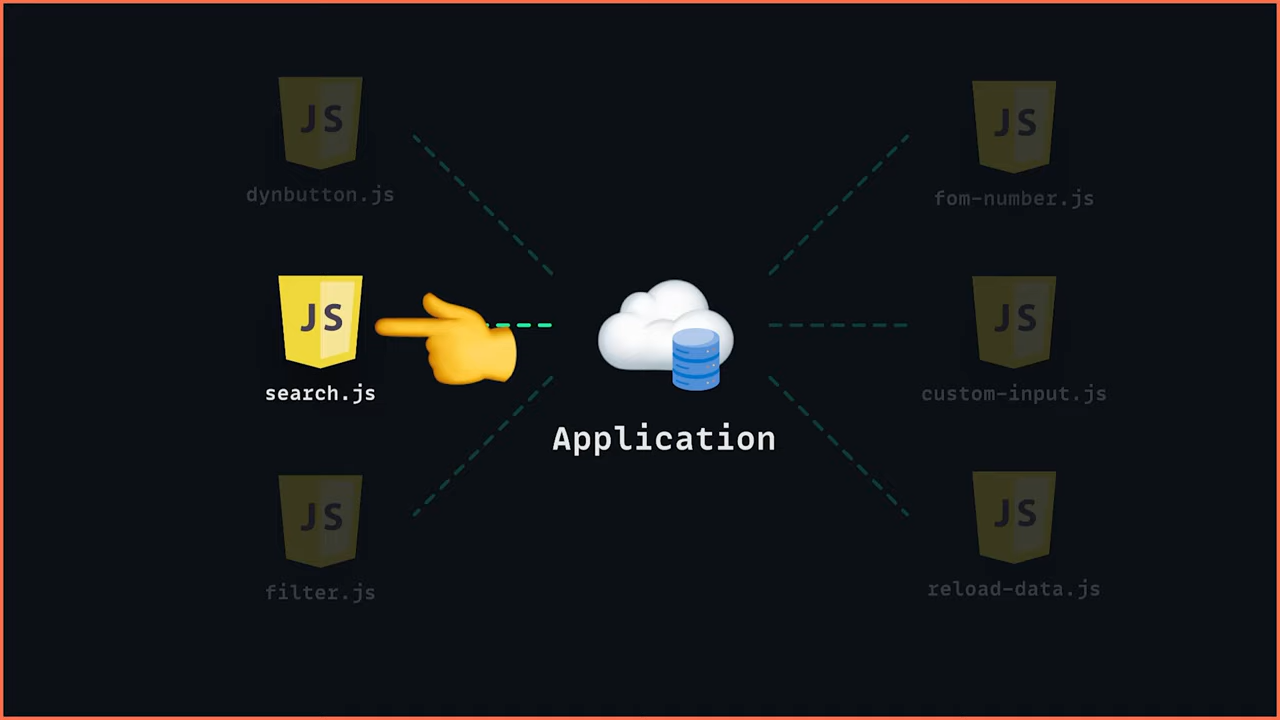 JS
dynbutton.js
JS
fom-number.js
JS
search.js
JS
custom-input.js
Application
JS
filter.js
JS
reload-data.js